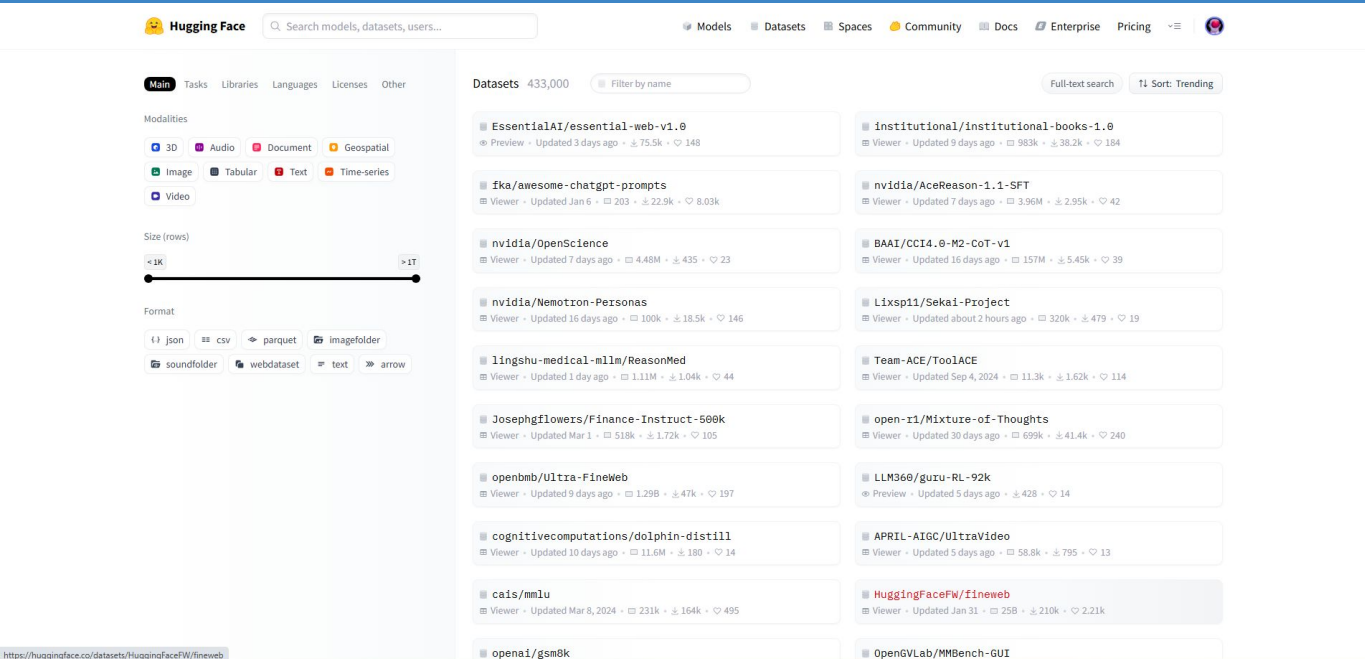 Hugging Face
Search models, datasets, users...
Models
Datasets
Spaces
Community
Docs
Enterprise
Pricing
Main Tasks Libraries Languages Licenses Other
Modalities
3D Audio Document Geospatial
Image Tabular Text Time-series
Video
Size (rows)
< 1K > 1T
Format
json csv parquet imagefolder
soundfolder webdataset text arrow
Datasets 433,000
Filter by name
Full-text search
Sort: Trending
EssentialAI/essential-web-v1.0
Preview • Updated 3 days ago • 75.5k • 148
institutional/institutional-books-1.0
Viewer • Updated 9 days ago • 983k • 38.2k • 184
fka/awesome-chatgpt-prompts
Viewer • Updated Jan 6 • 203 • 22.9k • 8.03k
nvidia/AceReason-1.1-SFT
Viewer • Updated 7 days ago • 3.96M • 2.95k • 42
nvidia/OpenScience
Viewer • Updated 7 days ago • 4.48M • 435 • 23
BAAI/CCI4.0-M2-CoT-v1
Viewer • Updated 16 days ago • 157M • 5.45k • 39
nvidia/Nemotron-Personas
Viewer • Updated 16 days ago • 100k • 18.5k • 146
Lixsp11/Sekai-Project
Viewer • Updated about 2 hours ago • 320k • 479 • 19
lingshu-medical-mllm/ReasonMed
Viewer • Updated 1 day ago • 1.11M • 1.04k • 44
Team-ACE/ToolACE
Viewer • Updated Sep 4, 2024 • 11.3k • 1.62k • 114
Josephgflowers/Finance-Instruct-500k
Viewer • Updated Mar 1 • 518k • 1.72k • 105
open-r1/Mixture-of-Thoughts
Viewer • Updated 30 days ago • 699k • 41.4k • 240
openbmb/Ultra-FineWeb
Viewer • Updated 9 days ago • 1.29B • 47k • 197
LLM360/guru-RL-92k
Preview • Updated 5 days ago • 428 • 14
cognitivecomputations/dolphin-distill
Viewer • Updated 10 days ago • 11.6M • 180 • 14
APRIL-AIGC/UltraVideo
Viewer • Updated 5 days ago • 58.8k • 795 • 13
cais/mmlu
Viewer • Updated Mar 8, 2024 • 231k • 164k • 495
HuggingFaceFW/fineweb
Viewer • Updated Jan 31 • 25B • 210k • 2.21k
openai/gsm8k
OpenGVLab/MMBench-GUI
https://huggingface.co/datasets/HuggingFaceFW/fineweb